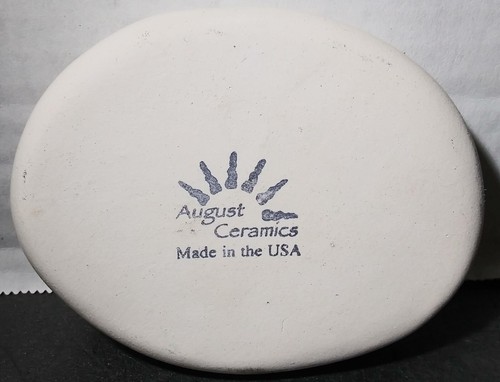 August
Ceramics
Made in the USA